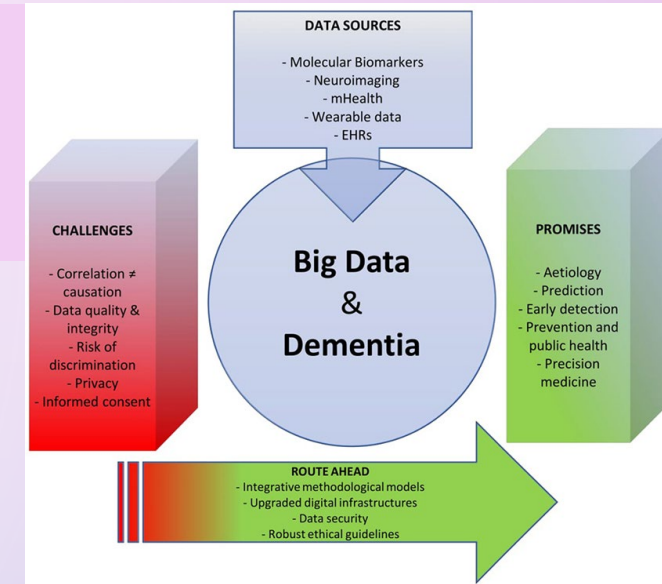 DATA SOURCES
- Molecular Biomarkers
- Neuroimaging
- mHealth
- Wearable data
- EHRs
CHALLENGES
- Correlation ≠
causation
- Data quality &
integrity
- Risk of
discrimination
- Privacy
- Informed consent
Big Data
&
Dementia
PROMISES
- Aetiology
- Prediction
- Early detection
- Prevention and
public health
- Precision
medicine
ROUTE AHEAD
- Integrative methodological models
- Upgraded digital infrastructures
- Data security
- Robust ethical guidelines